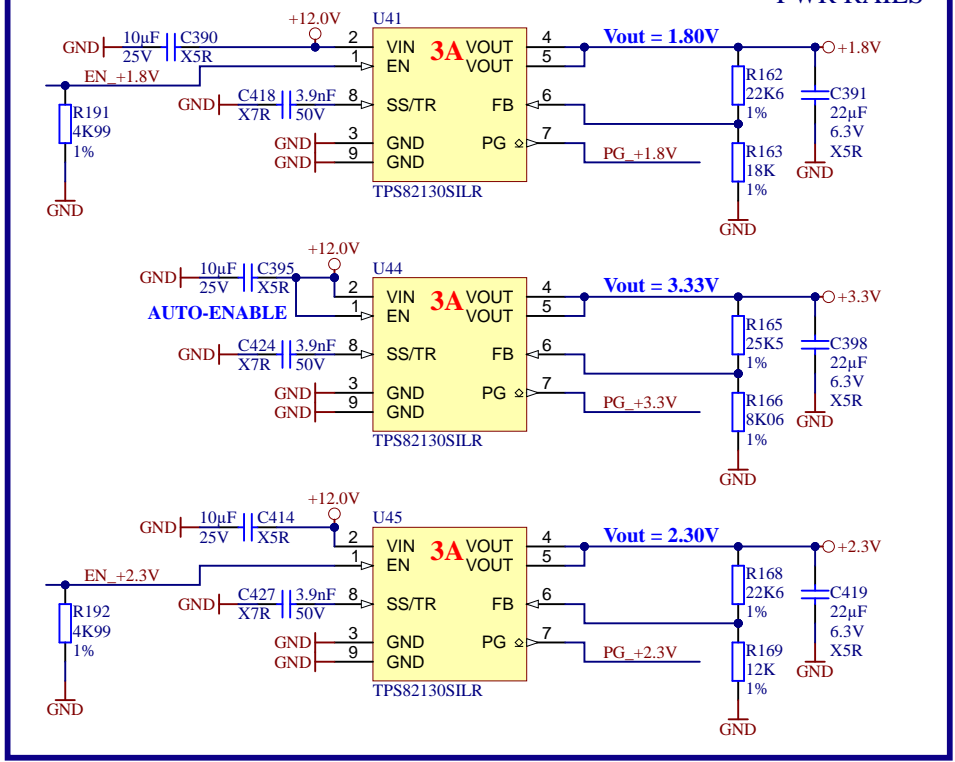 PWR RAILS
+12.0V
U41
10µF C390
GND
25V X5R
EN_+1.8V
R191
4K99
1%
GND
C418 3.9nF
GND
X7R 50V
GND
GND
2 VIN 3A VOUT 4
1 EN VOUT 5
8 SS/TR FB 6
3 GND PG 7
9 GND
TPS82130SILR
Vout = 1.80V
+1.8V
R162
22K6
1%
C391
22µF
6.3V
X5R
GND
PG_+1.8V
R163
18K
1%
GND
+12.0V
U44
10µF C395
GND
25V X5R
AUTO-ENABLE
C424 3.9nF
GND
X7R 50V
GND
GND
2 VIN 3A VOUT 4
1 EN VOUT 5
8 SS/TR FB 6
3 GND PG 7
9 GND
TPS82130SILR
Vout = 3.33V
+3.3V
R165
25K5
1%
C398
22µF
6.3V
X5R
GND
PG_+3.3V
R166
8K06
1%
GND
+12.0V
U45
10µF C414
GND
25V X5R
EN_+2.3V
R192
4K99
1%
GND
C427 3.9nF
GND
X7R 50V
GND
GND
2 VIN 3A VOUT 4
1 EN VOUT 5
8 SS/TR FB 6
3 GND PG 7
9 GND
TPS82130SILR
Vout = 2.30V
+2.3V
R168
22K6
1%
C419
22µF
6.3V
X5R
GND
PG_+2.3V
R169
12K
1%
GND